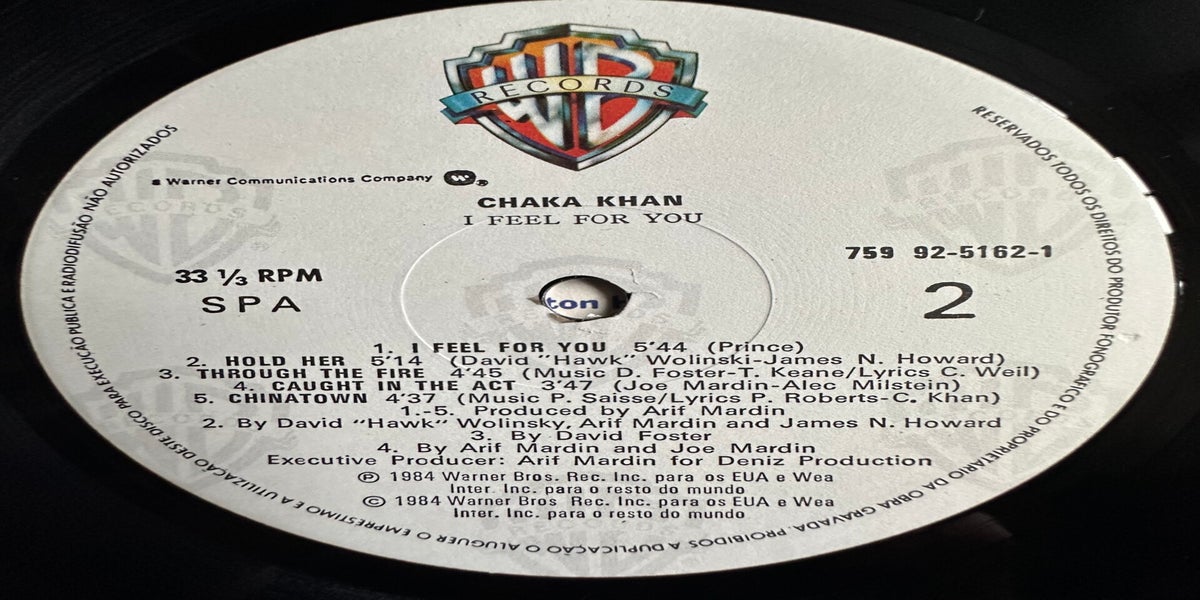 WB
RECORDS
a Warner Communications Company
CHAKA KHAN
I FEEL FOR YOU
33 1/3 RPM
SPA
759 92-5162-1
2
ton
1. I FEEL FOR YOU 5'44 (Prince)
2. HOLD HER 5'14 (David "Hawk" Wolinski-James N. Howard)
3. THROUGH THE FIRE 4'45 (Music D. Foster-T. Keane/Lyrics C. Weil)
4. CAUGHT IN THE ACT 3'47 (Joe Mardin-Alec Milstein)
5. CHINATOWN 4'37 (Music P. Saisse/Lyrics P. Roberts-C. Khan)
1.-5. Produced by Arif Mardin
2. By David "Hawk" Wolinsky, Arif Mardin and James N. Howard
3. By David Foster
4. By Arif Mardin and Joe Mardin
Executive Producer: Arif Mardin for Deniz Production
℗ 1984 Warner Bros. Rec. Inc. para os EUA e Wea
Inter. Inc. para o resto do mundo
© 1984 Warner Bros. Rec. Inc. para os EUA e Wea
Inter. Inc. para o resto do mundo
RESERVADOS TODOS OS DIREITOS DO PRODUTOR FONOGRÁFICO E DO PROPRIETÁRIO DA OBRA GRAVADA. PROIBIDOS A DUPLICAÇÃO O ALUGUER O EMPRÉSTIMO E A UTILIZAÇÃO DESTE DISCO PARA EXECUÇÃO PÚBLICA E RADIODIFUSÃO NÃO AUTORIZADOS